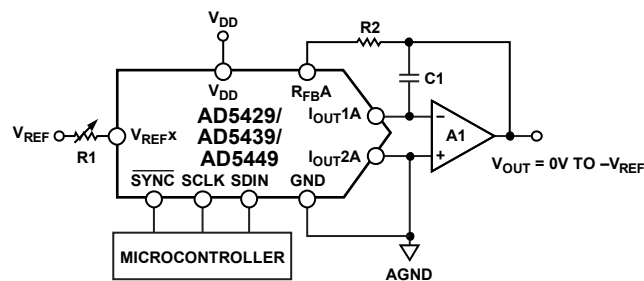 VDD
R2
C1
VDD
RFBA
AD5429/
AD5439/
AD5449
IOUT1A
IOUT2A
VREF
R1
VREFx
A1
VOUT = 0V TO –VREF
SYNC SCLK SDIN GND
MICROCONTROLLER
AGND